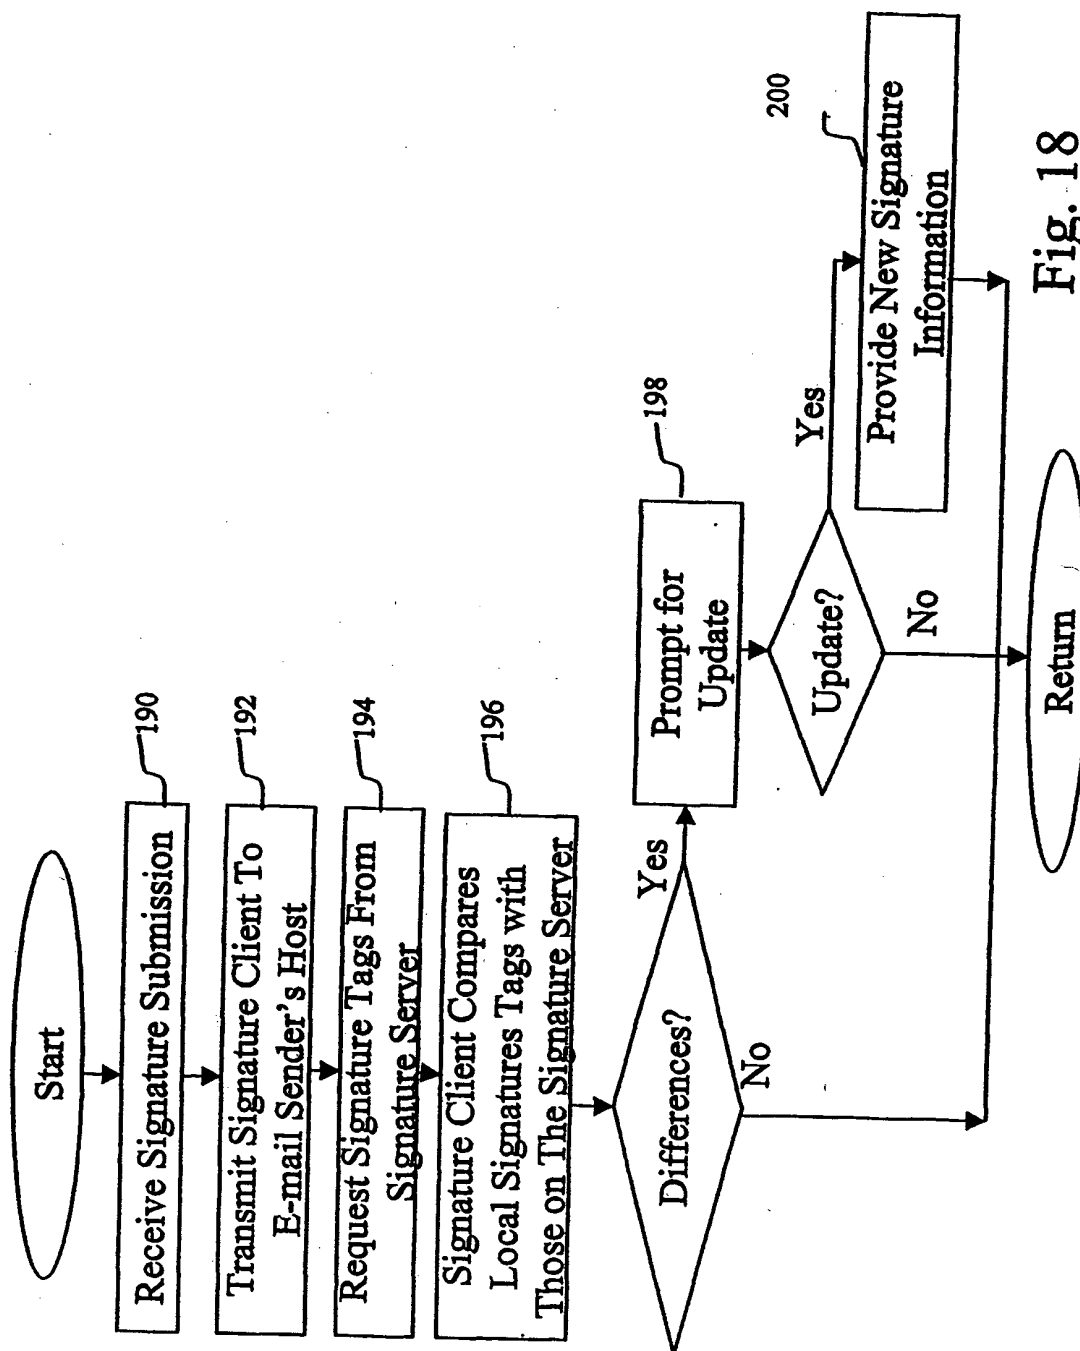 Start
Receive Signature Submission
190
Transmit Signature Client To
E-mail Sender's Host
192
Request Signature Tags From
Signature Server
194
Signature Client Compares
Local Signatures Tags with
Those on The Signature Server
196
Differences?
Yes
No
Prompt for
Update
198
Update?
Yes
No
Provide New Signature
Information
200
Return
Fig. 18